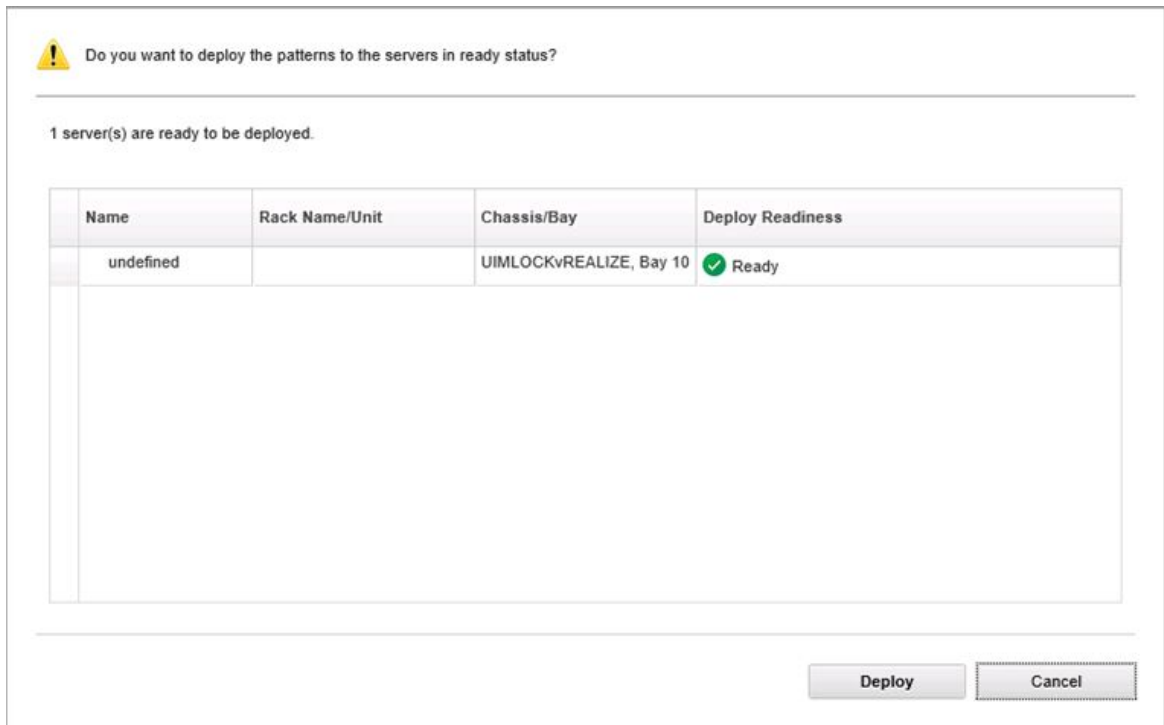 Do you want to deploy the patterns to the servers in ready status?
1 server(s) are ready to be deployed.
Name Rack Name/Unit Chassis/Bay Deploy Readiness
undefined UIMLOCKvREALIZE, Bay 10 Ready
Deploy Cancel